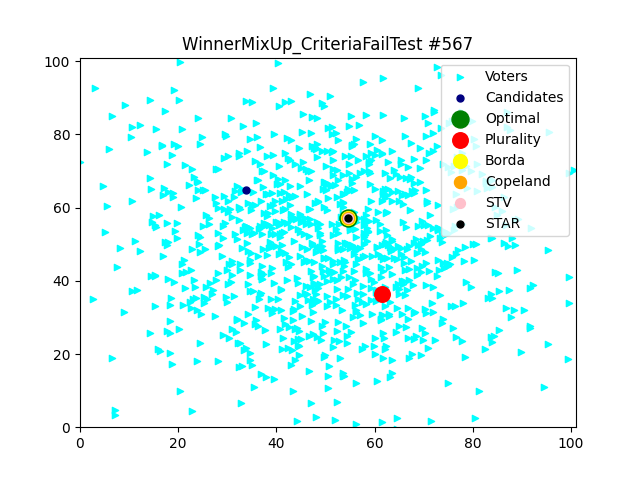 WinnerMixUp_CriteriaFailTest #567
100
80
60
40
20
0
0
20
40
60
80
100
Voters
Candidates
Optimal
Plurality
Borda
Copeland
STV
STAR